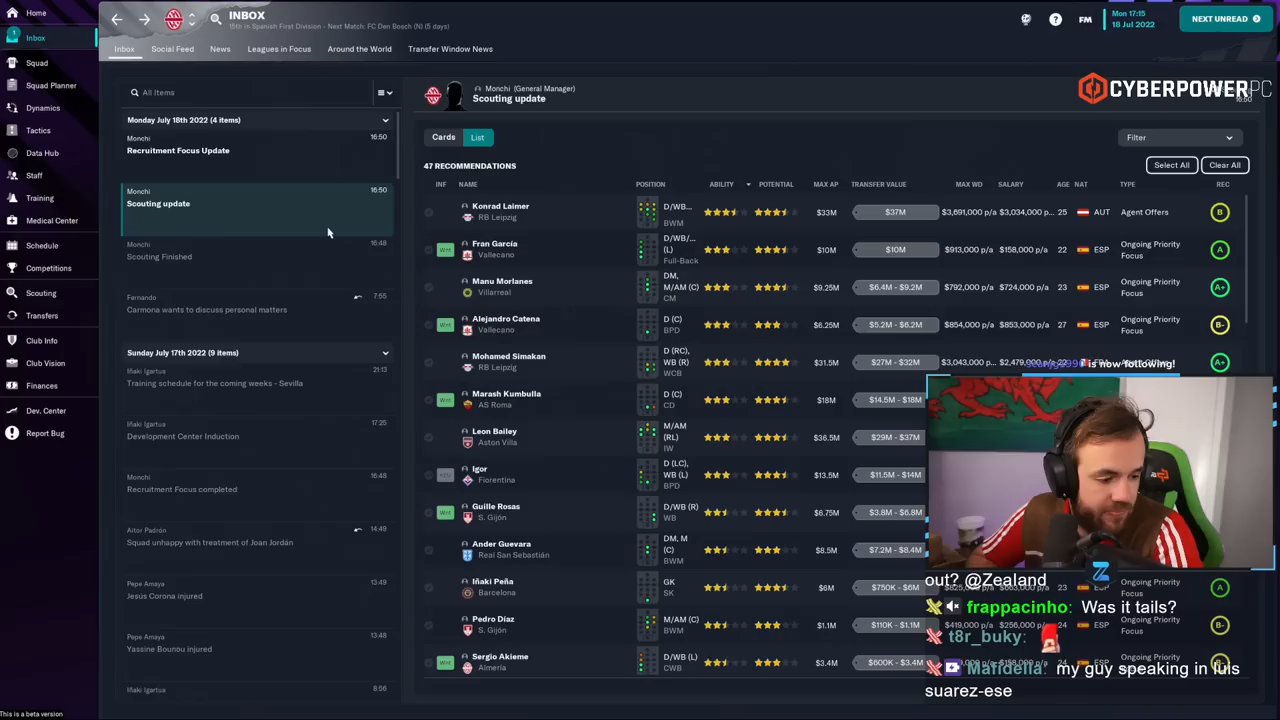 Home
Inbox
1
Squad
Squad Planner
Dynamics
Tactics
Data Hub
Staff
Training
Medical Center
Schedule
Competitions
Scouting
Transfers
Club Info
Club Vision
Finances
Dev. Center
Report Bug
This is a beta version
INBOX
15th in Spanish First Division - Next Match: FC Den Bosch (N) (5 days)
FM
Mon 17:15
18 Jul 2022
NEXT UNREAD
Inbox Social Feed News Leagues in Focus Around the World Transfer Window News
All Items
Monday July 18th 2022 (4 items)
Monchi 16:50
Recruitment Focus Update
Monchi 16:50
Scouting update
Monchi 16:48
Scouting Finished
Fernando 7:55
Carmona wants to discuss personal matters
Sunday July 17th 2022 (9 items)
Iñaki Igartua 21:13
Training schedule for the coming weeks - Sevilla
Iñaki Igartua 17:25
Development Center Induction
Monchi 16:48
Recruitment Focus completed
Aitor Padrón 14:49
Squad unhappy with treatment of Joan Jordán
Pepe Amaya 13:49
Jesús Corona injured
Pepe Amaya 13:48
Yassine Bounou injured
Iñaki Igartua 8:56
Monchi (General Manager)
Scouting update
CYBERPOWERPC
16:50
Cards List
Filter
47 RECOMMENDATIONS
Select All Clear All
INF NAME POSITION ABILITY POTENTIAL MAX AP TRANSFER VALUE MAX WD SALARY AGE NAT TYPE REC
Konrad Laimer
RB Leipzig
D/WB...
BWM
$33M $37M $3,691,000 p/a $3,034,000 p... 25 AUT Agent Offers B
Wnt Fran García
Vallecano
D/WB/...
(L)
Full-Back
$10M $10M $913,000 p/a $158,000 p/a 22 ESP Ongoing Priority
Focus A
Manu Morlanes
Villarreal
DM,
M/AM (C)
CM
$9.25M $6.4M - $9.2M $792,000 p/a $724,000 p/a 23 ESP Ongoing Priority
Focus A+
Wnt Alejandro Catena
Vallecano
D (C)
BPD
$6.25M $5.2M - $6.2M $854,000 p/a $853,000 p/a 27 ESP Ongoing Priority
Focus B-
Mohamed Simakan
RB Leipzig
D (RC),
WB (R)
WCB
$31.5M $27M - $32M $3,043,000 p... A+
is now following!
Wnt Marash Kumbulla
AS Roma
D (C)
CD
$18M $14.5M - $18M
Leon Bailey
Aston Villa
M/AM
(RL)
IW
$36.5M $29M - $37M
Igor
Fiorentina
D (LC),
WB (L)
BPD
$13.5M $11.5M - $14M
Wnt Guille Rosas
S. Gijón
D/WB (R)
WB
$6.75M $3.8M - $6.8M
Ander Guevara
Real San Sebastián
DM, M
(C)
BWM
$8.5M $7.2M - $8.4M
Iñaki Peña
Barcelona
GK
SK
$6M $750K - $6M 23 ESP Ongoing Priority
Focus A
Pedro Díaz
S. Gijón
M/AM (C)
BWM
$1.1M $110K - $1.1M $419,000 p/a $256,000 p/a 24 ESP Ongoing Priority
Focus B-
Wnt Sergio Akieme
Almería
D/WB (L)
CWB
$3.4M $600K - $3.4M
out? @Zealand
frappacinho: Was it tails?
t8r_buky:
Mafidelia: my guy speaking in luis
suarez-ese